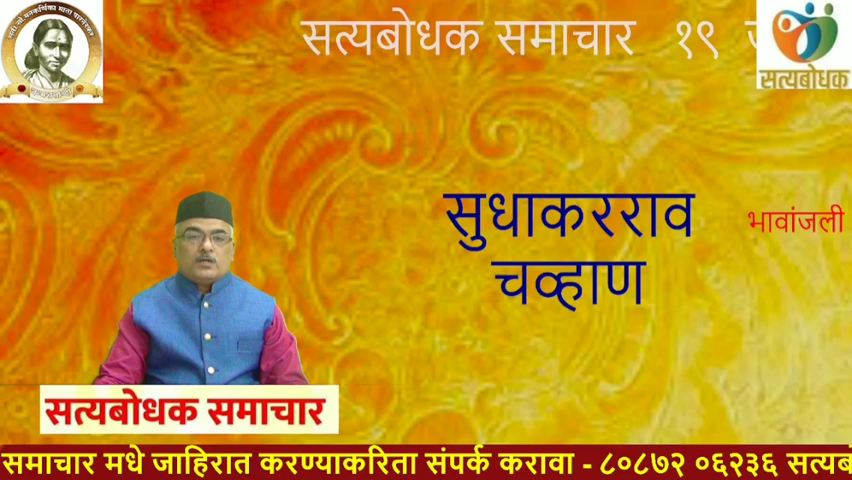 सत्यबोधक समाचार १९
सत्यबोधक
सुधाकरराव
चव्हाण
भावांजली
सत्यबोधक समाचार
समाचार मधे जाहिरात करण्याकरिता संपर्क करावा - ८०८७२ ०६२३६ सत्यबो